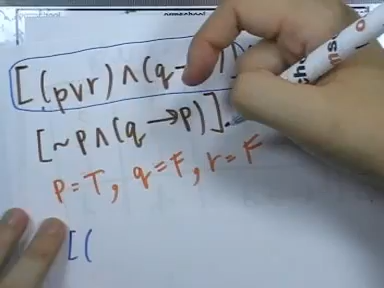 [(p∨r)∧(q
[~p∧(q→p)].
p=T, q=F, r=F
[(